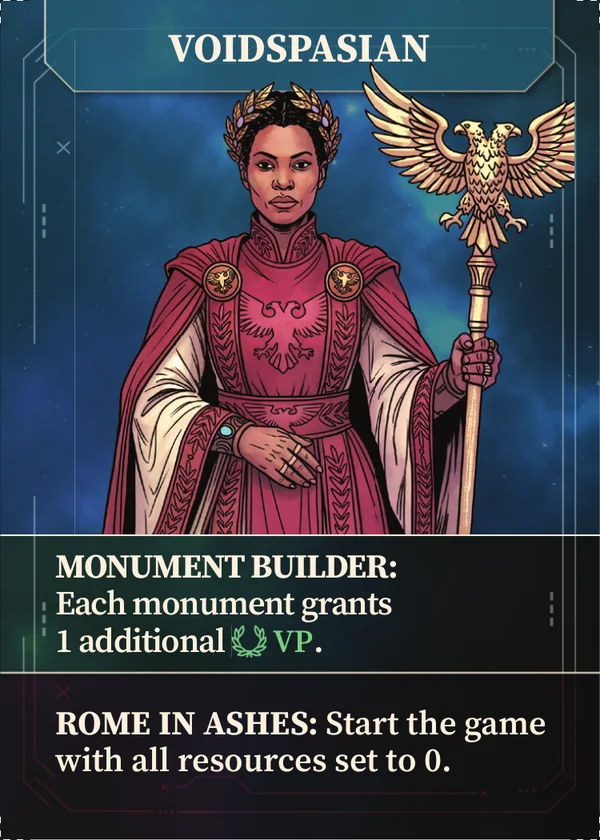 VOIDSPASIAN
MONUMENT BUILDER:
Each monument grants
1 additional VP.
ROME IN ASHES: Start the game
with all resources set to 0.